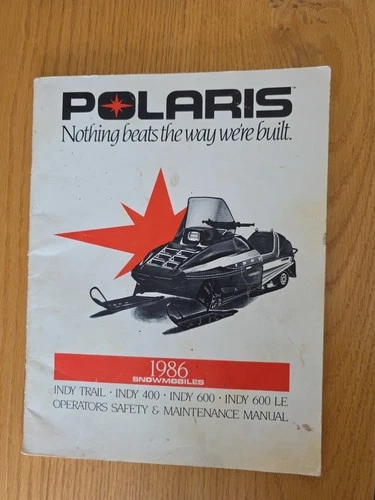 POLARIS
Nothing beats the way we're built.
1986
SNOWMOBILES
INDY TRAIL · INDY 400 · INDY 600 · INDY 600 LE
OPERATORS SAFETY & MAINTENANCE MANUAL